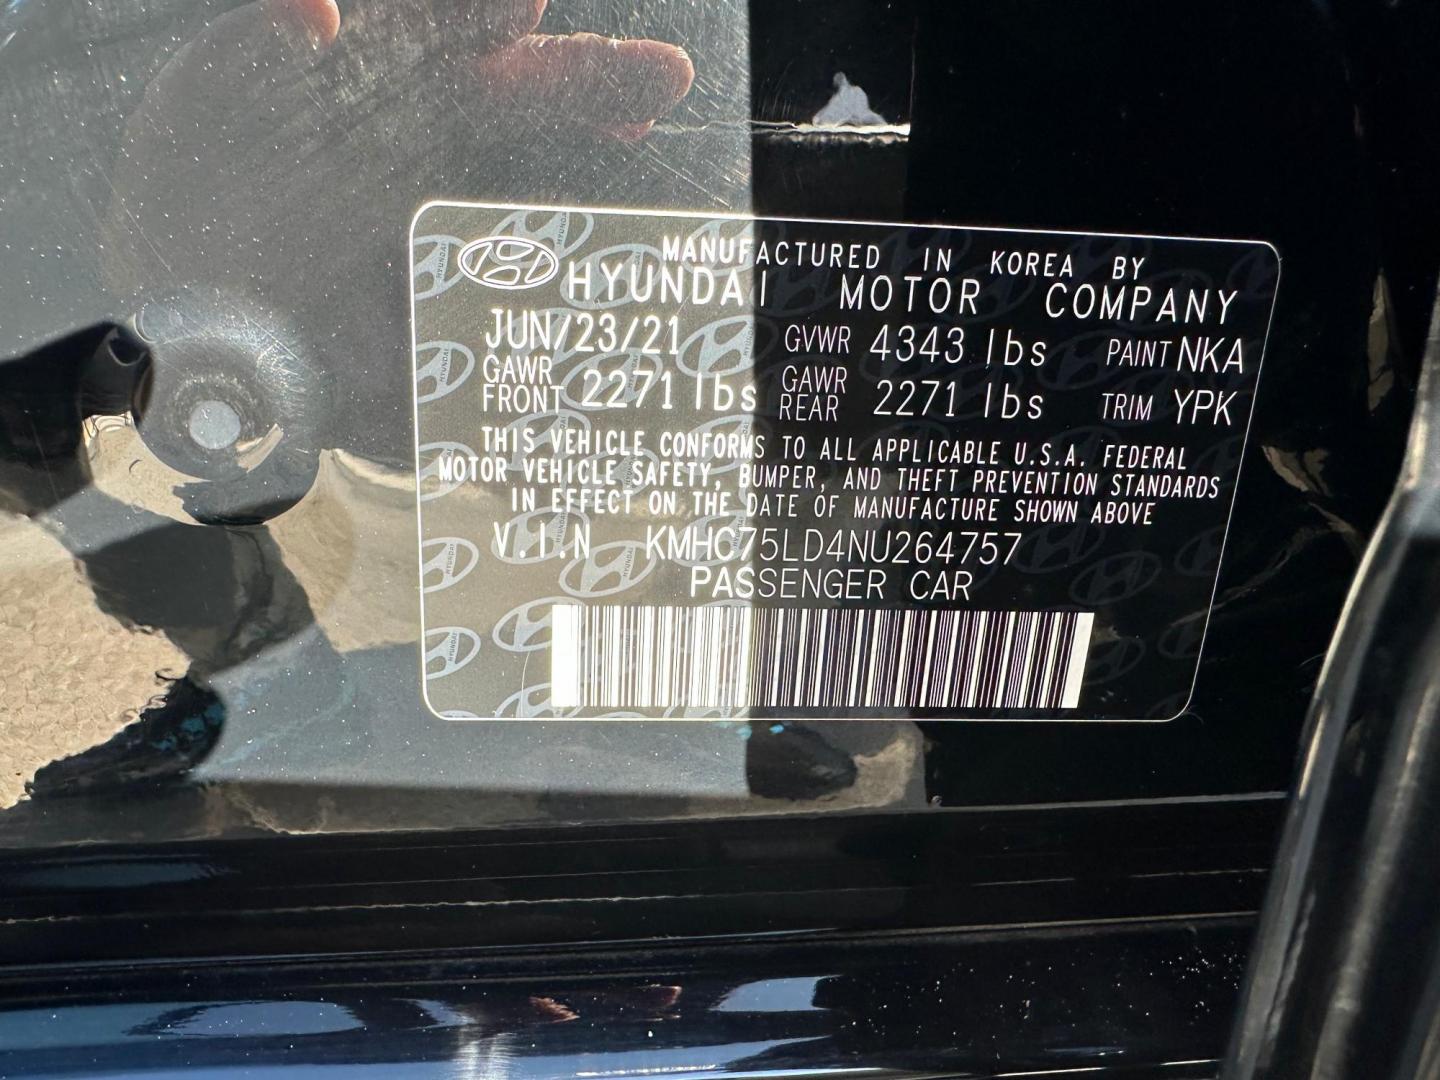 MANUFACTURED IN KOREA BY
HYUNDAI MOTOR COMPANY
JUN/23/21 GVWR 4343 lbs PAINT NKA
GAWR FRONT 2271 lbs GAWR REAR 2271 lbs TRIM YPK
THIS VEHICLE CONFORMS TO ALL APPLICABLE U.S.A. FEDERAL
MOTOR VEHICLE SAFETY, BUMPER, AND THEFT PREVENTION STANDARDS
IN EFFECT ON THE DATE OF MANUFACTURE SHOWN ABOVE
V.I.N KMHC75LD4NU264757
PASSENGER CAR